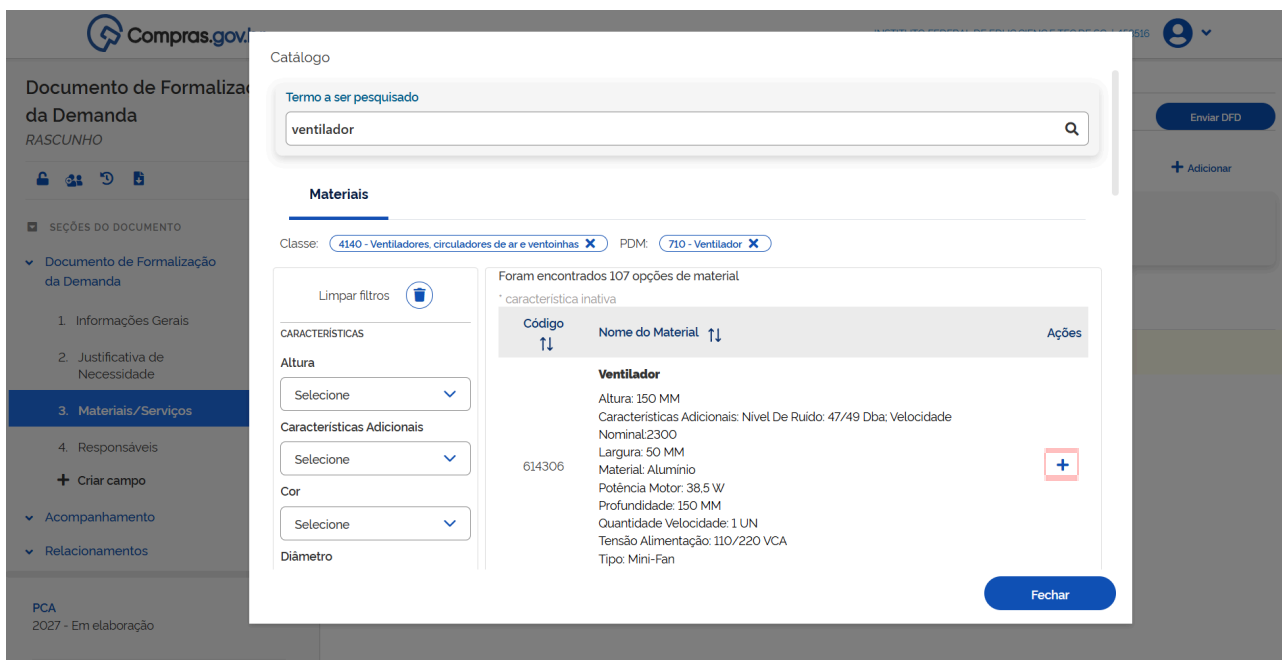 Compras.gov.b
516
Documento de Formaliza
da Demanda
RASCUNHO
SEÇÕES DO DOCUMENTO
Documento de Formalização
da Demanda
1. Informações Gerais
2. Justificativa de
Necessidade
3. Materiais/Serviços
4. Responsáveis
Criar campo
Acompanhamento
Relacionamentos
PCA
2027 - Em elaboração
Enviar DFD
Adicionar
Catálogo
Termo a ser pesquisado
ventilador
Materiais
Classe: 4140 - Ventiladores, circuladores de ar e ventoinhas X PDM: 710 - Ventilador X
Limpar filtros
CARACTERÍSTICAS
Altura
Selecione
Características Adicionais
Selecione
Cor
Selecione
Diâmetro
Foram encontrados 107 opções de material
* característica inativa
Código Nome do Material Ações
Ventilador
Altura: 150 MM
Características Adicionais: Nível De Ruído: 47/49 Dba; Velocidade
Nominal:2300
Largura: 50 MM
614306
Material: Alumínio
Potência Motor: 38,5 W
Profundidade: 150 MM
Quantidade Velocidade: 1 UN
Tensão Alimentação: 110/220 VCA
Tipo: Mini-Fan
Fechar